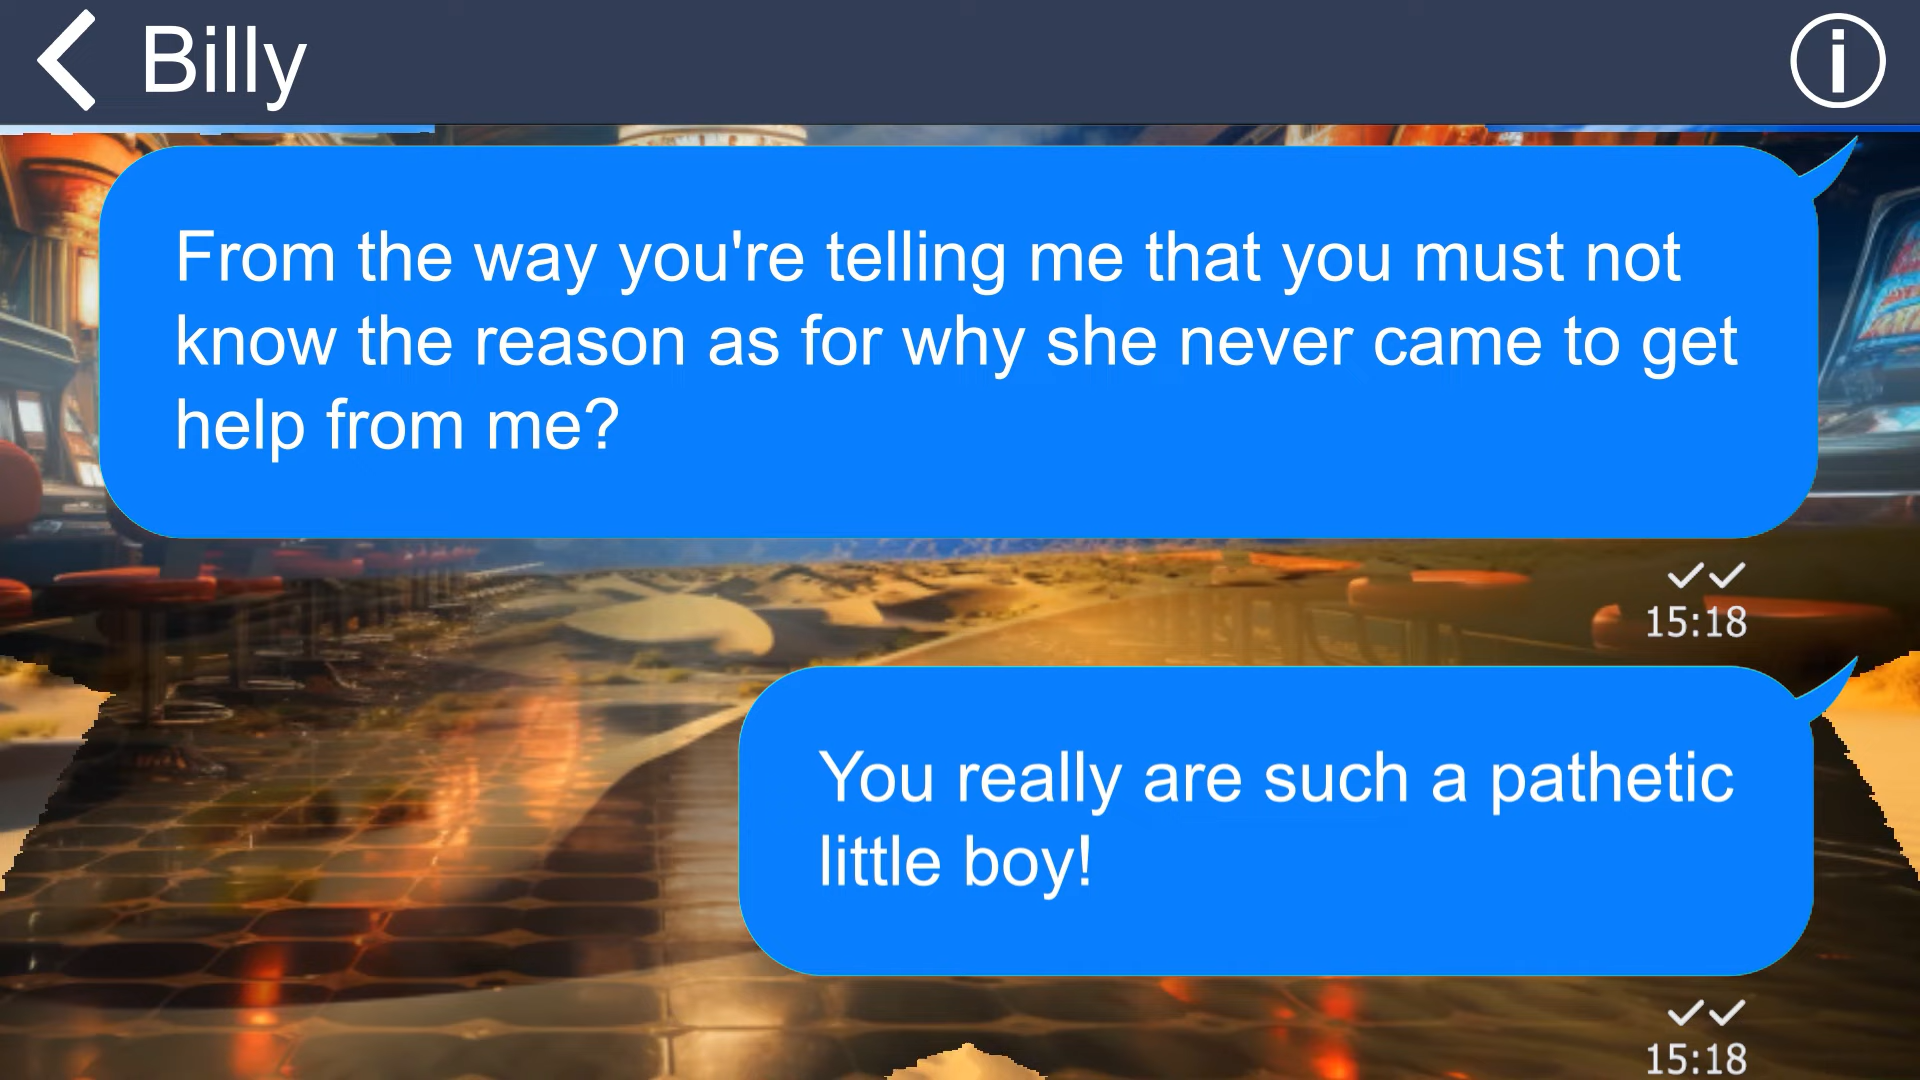 Billy
From the way you're telling me that you must not
know the reason as for why she never came to get
help from me?
15:18
You really are such a pathetic
little boy!
15:18